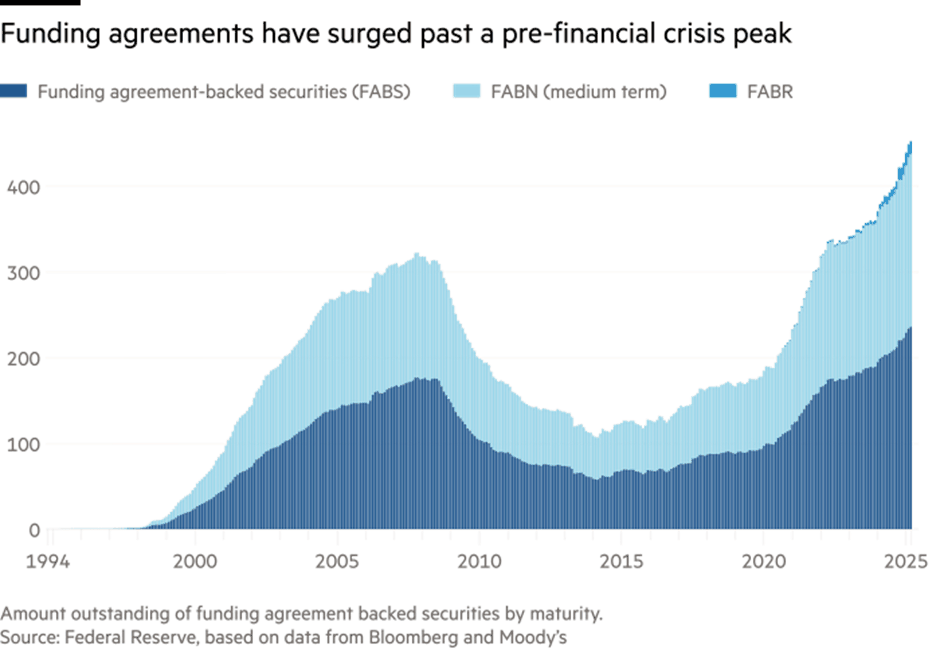 Funding agreements have surged past a pre-financial crisis peak
Funding agreement-backed securities (FABS) FABN (medium term) FABR
400
300
200
100
0
1994 2000 2005 2010 2015 2020 2025
Amount outstanding of funding agreement backed securities by maturity.
Source: Federal Reserve, based on data from Bloomberg and Moody’s